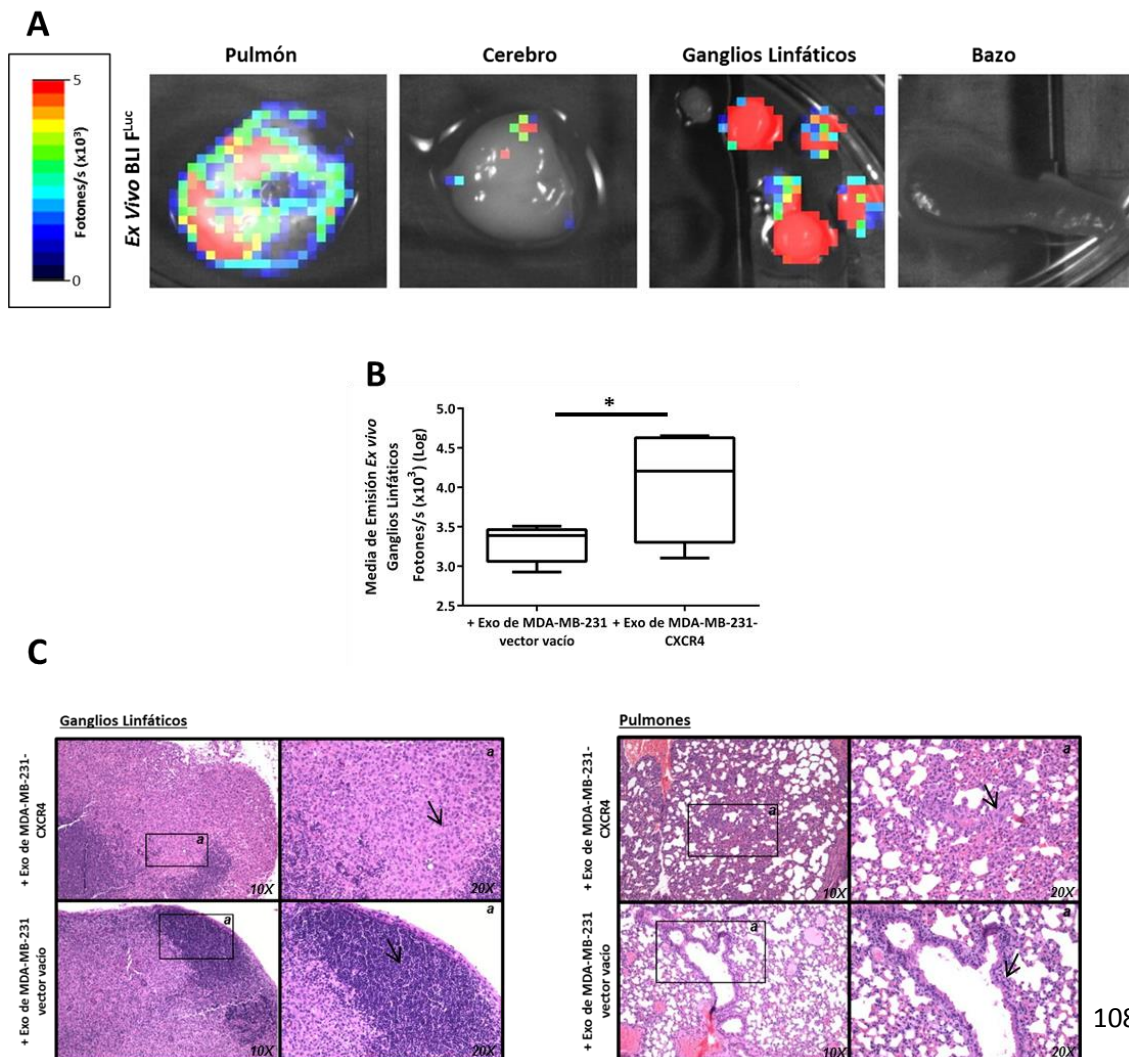 A
Pulmón
Cerebro
Ganglios Linfáticos
Bazo
5
Fotones/s (x10³)
0
Ex Vivo BLI F^Luc
B
*
Media de Emisión Ex vivo
Ganglios Linfáticos
Fotones/s (x10³) (Log)
5.0
4.5
4.0
3.5
3.0
2.5
+ Exo de MDA-MB-231
vector vacío
+ Exo de MDA-MB-231-
CXCR4
C
Ganglios Linfáticos
+ Exo de MDA-MB-231-
CXCR4
a
10X
a
20X
+ Exo de MDA-MB-231
vector vacío
a
10X
a
20X
Pulmones
+ Exo de MDA-MB-231-
CXCR4
a
10X
a
20X
+ Exo de MDA-MB-231
vector vacío
a
10X
a
20X
108